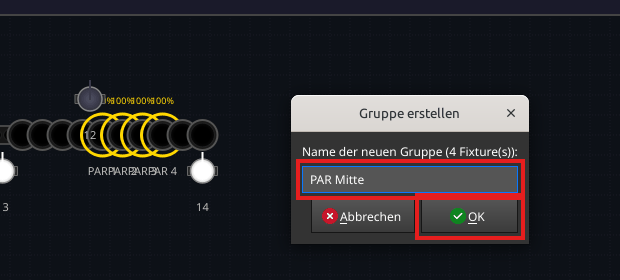 Gruppe erstellen
100%100%100%
Name der neuen Gruppe (4 Fixture(s)):
12
PAR 4
PAR Mitte
3
14
Abbrechen
OK